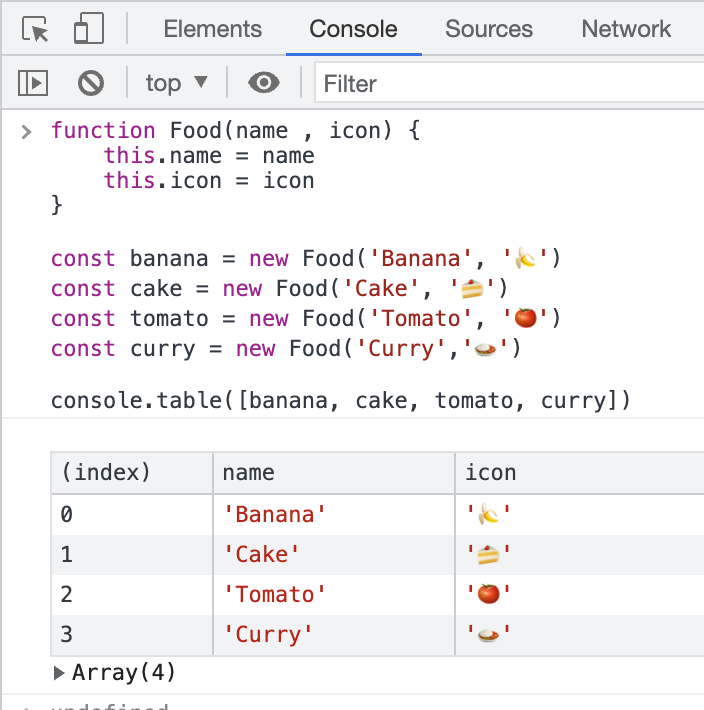 Elements Console Sources Network
top ▼ Filter
> function Food(name , icon) {
    this.name = name
    this.icon = icon
}
const banana = new Food('Banana', '🍌')
const cake = new Food('Cake', '🍰')
const tomato = new Food('Tomato', '🍅')
const curry = new Food('Curry','🍛')
console.table([banana, cake, tomato, curry])
(index) name icon
0 'Banana' '🍌'
1 'Cake' '🍰'
2 'Tomato' '🍅'
3 'Curry' '🍛'
▶ Array(4)
undefined